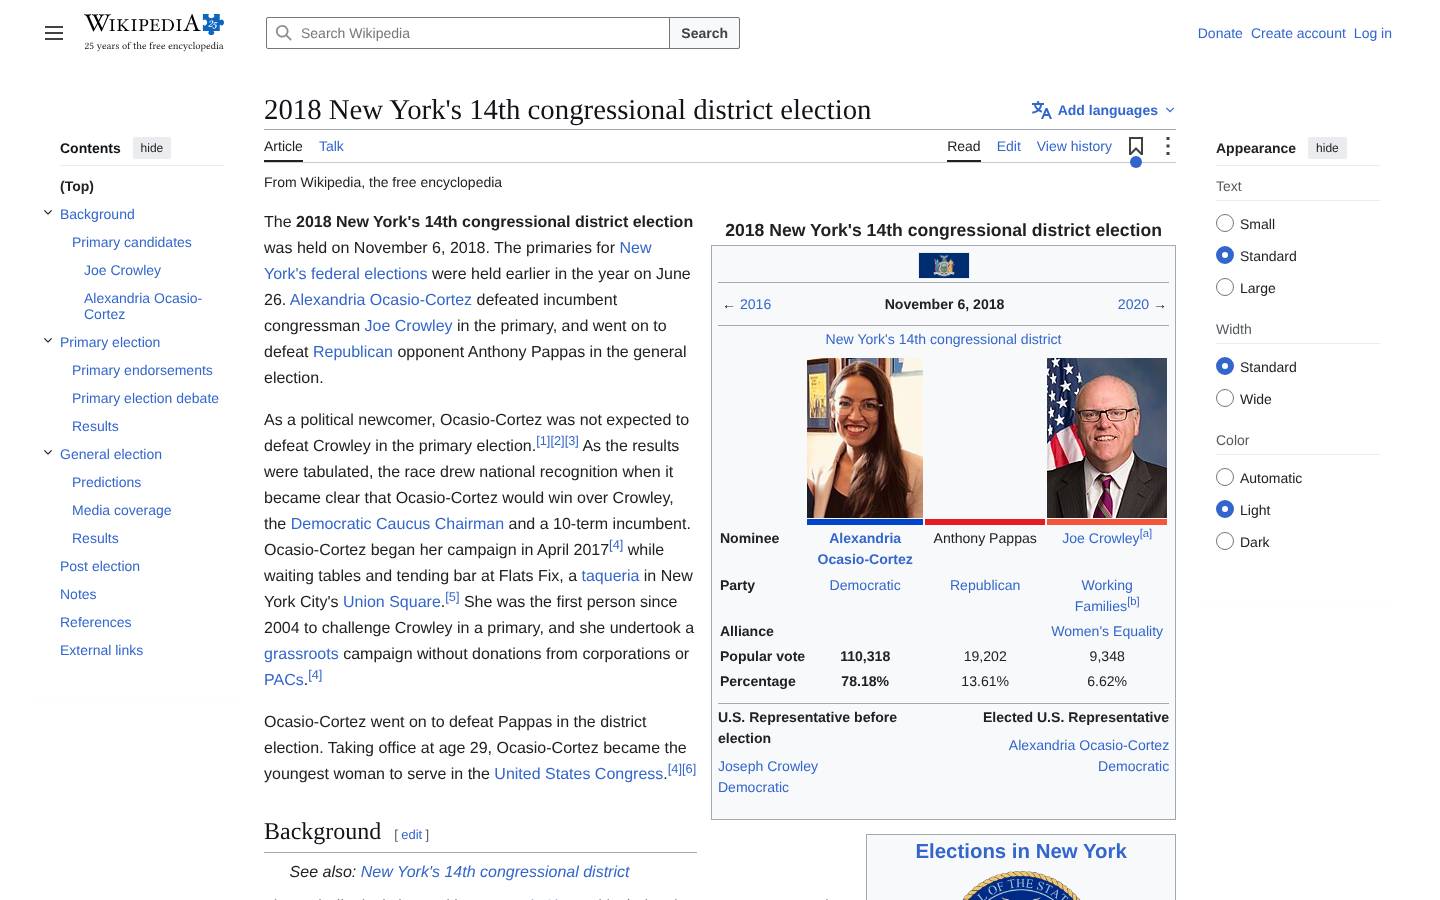 WIKIPEDIA 25
25 years of the free encyclopedia
Search Wikipedia
Search
Donate Create account Log in
Contents hide
(Top)
Background
Primary candidates
Joe Crowley
Alexandria Ocasio-
Cortez
Primary election
Primary endorsements
Primary election debate
Results
General election
Predictions
Media coverage
Results
Post election
Notes
References
External links
2018 New York's 14th congressional district election
Add languages
Article Talk
Read Edit View history
From Wikipedia, the free encyclopedia
The 2018 New York's 14th congressional district election
was held on November 6, 2018. The primaries for New
York's federal elections were held earlier in the year on June
26. Alexandria Ocasio-Cortez defeated incumbent
congressman Joe Crowley in the primary, and went on to
defeat Republican opponent Anthony Pappas in the general
election.
As a political newcomer, Ocasio-Cortez was not expected to
defeat Crowley in the primary election.[1][2][3] As the results
were tabulated, the race drew national recognition when it
became clear that Ocasio-Cortez would win over Crowley,
the Democratic Caucus Chairman and a 10-term incumbent.
Ocasio-Cortez began her campaign in April 2017[4] while
waiting tables and tending bar at Flats Fix, a taqueria in New
York City's Union Square.[5] She was the first person since
2004 to challenge Crowley in a primary, and she undertook a
grassroots campaign without donations from corporations or
PACs.[4]
Ocasio-Cortez went on to defeat Pappas in the district
election. Taking office at age 29, Ocasio-Cortez became the
youngest woman to serve in the United States Congress.[4][6]
Background [ edit ]
See also: New York's 14th congressional district
2018 New York's 14th congressional district election
← 2016 November 6, 2018 2020 →
New York's 14th congressional district
Nominee Alexandria Ocasio-Cortez Anthony Pappas Joe Crowley[a]
Party Democratic Republican Working Families[b]
Alliance Women's Equality
Popular vote 110,318 19,202 9,348
Percentage 78.18% 13.61% 6.62%
U.S. Representative before
election
Joseph Crowley
Democratic
Elected U.S. Representative
Alexandria Ocasio-Cortez
Democratic
Elections in New York
OF THE STA
Appearance hide
Text
Small
Standard
Large
Width
Standard
Wide
Color
Automatic
Light
Dark